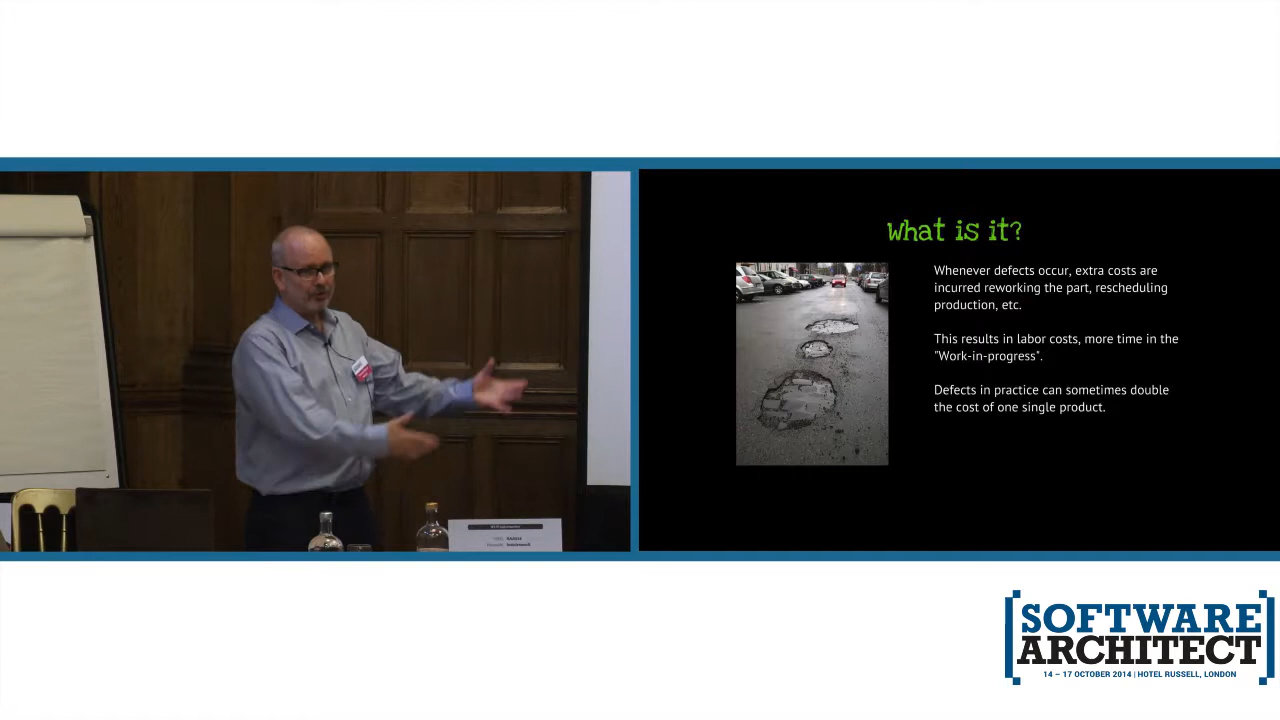 What is it?
Whenever defects occur, extra costs are
incurred reworking the part, rescheduling
production, etc.
This results in labor costs, more time in the
"Work-in-progress".
Defects in practice can sometimes double
the cost of one single product.
[SOFTWARE
ARCHITECT]
14 – 17 OCTOBER 2014 | HOTEL RUSSELL, LONDON